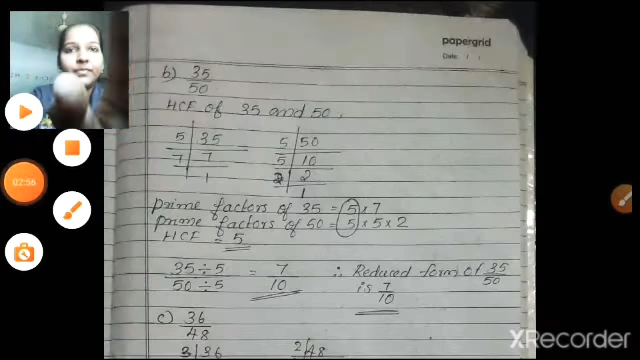 papergrid
Date: / /
b) 35/50
HCF of 35 and 50.
5 | 35    5 | 50
7 | 7    5 | 10
| 1    2 | 2
| 1
prime factors of 35 = 5 × 7
prime factors of 50 = 5 × 5 × 2
HCF = 5
35 ÷ 5 / 50 ÷ 5 = 7/10    ∴ Reduced form of 35/50
is 7/10
c) 36/48
3 | 36    2 | 48
02:56
XRecorder